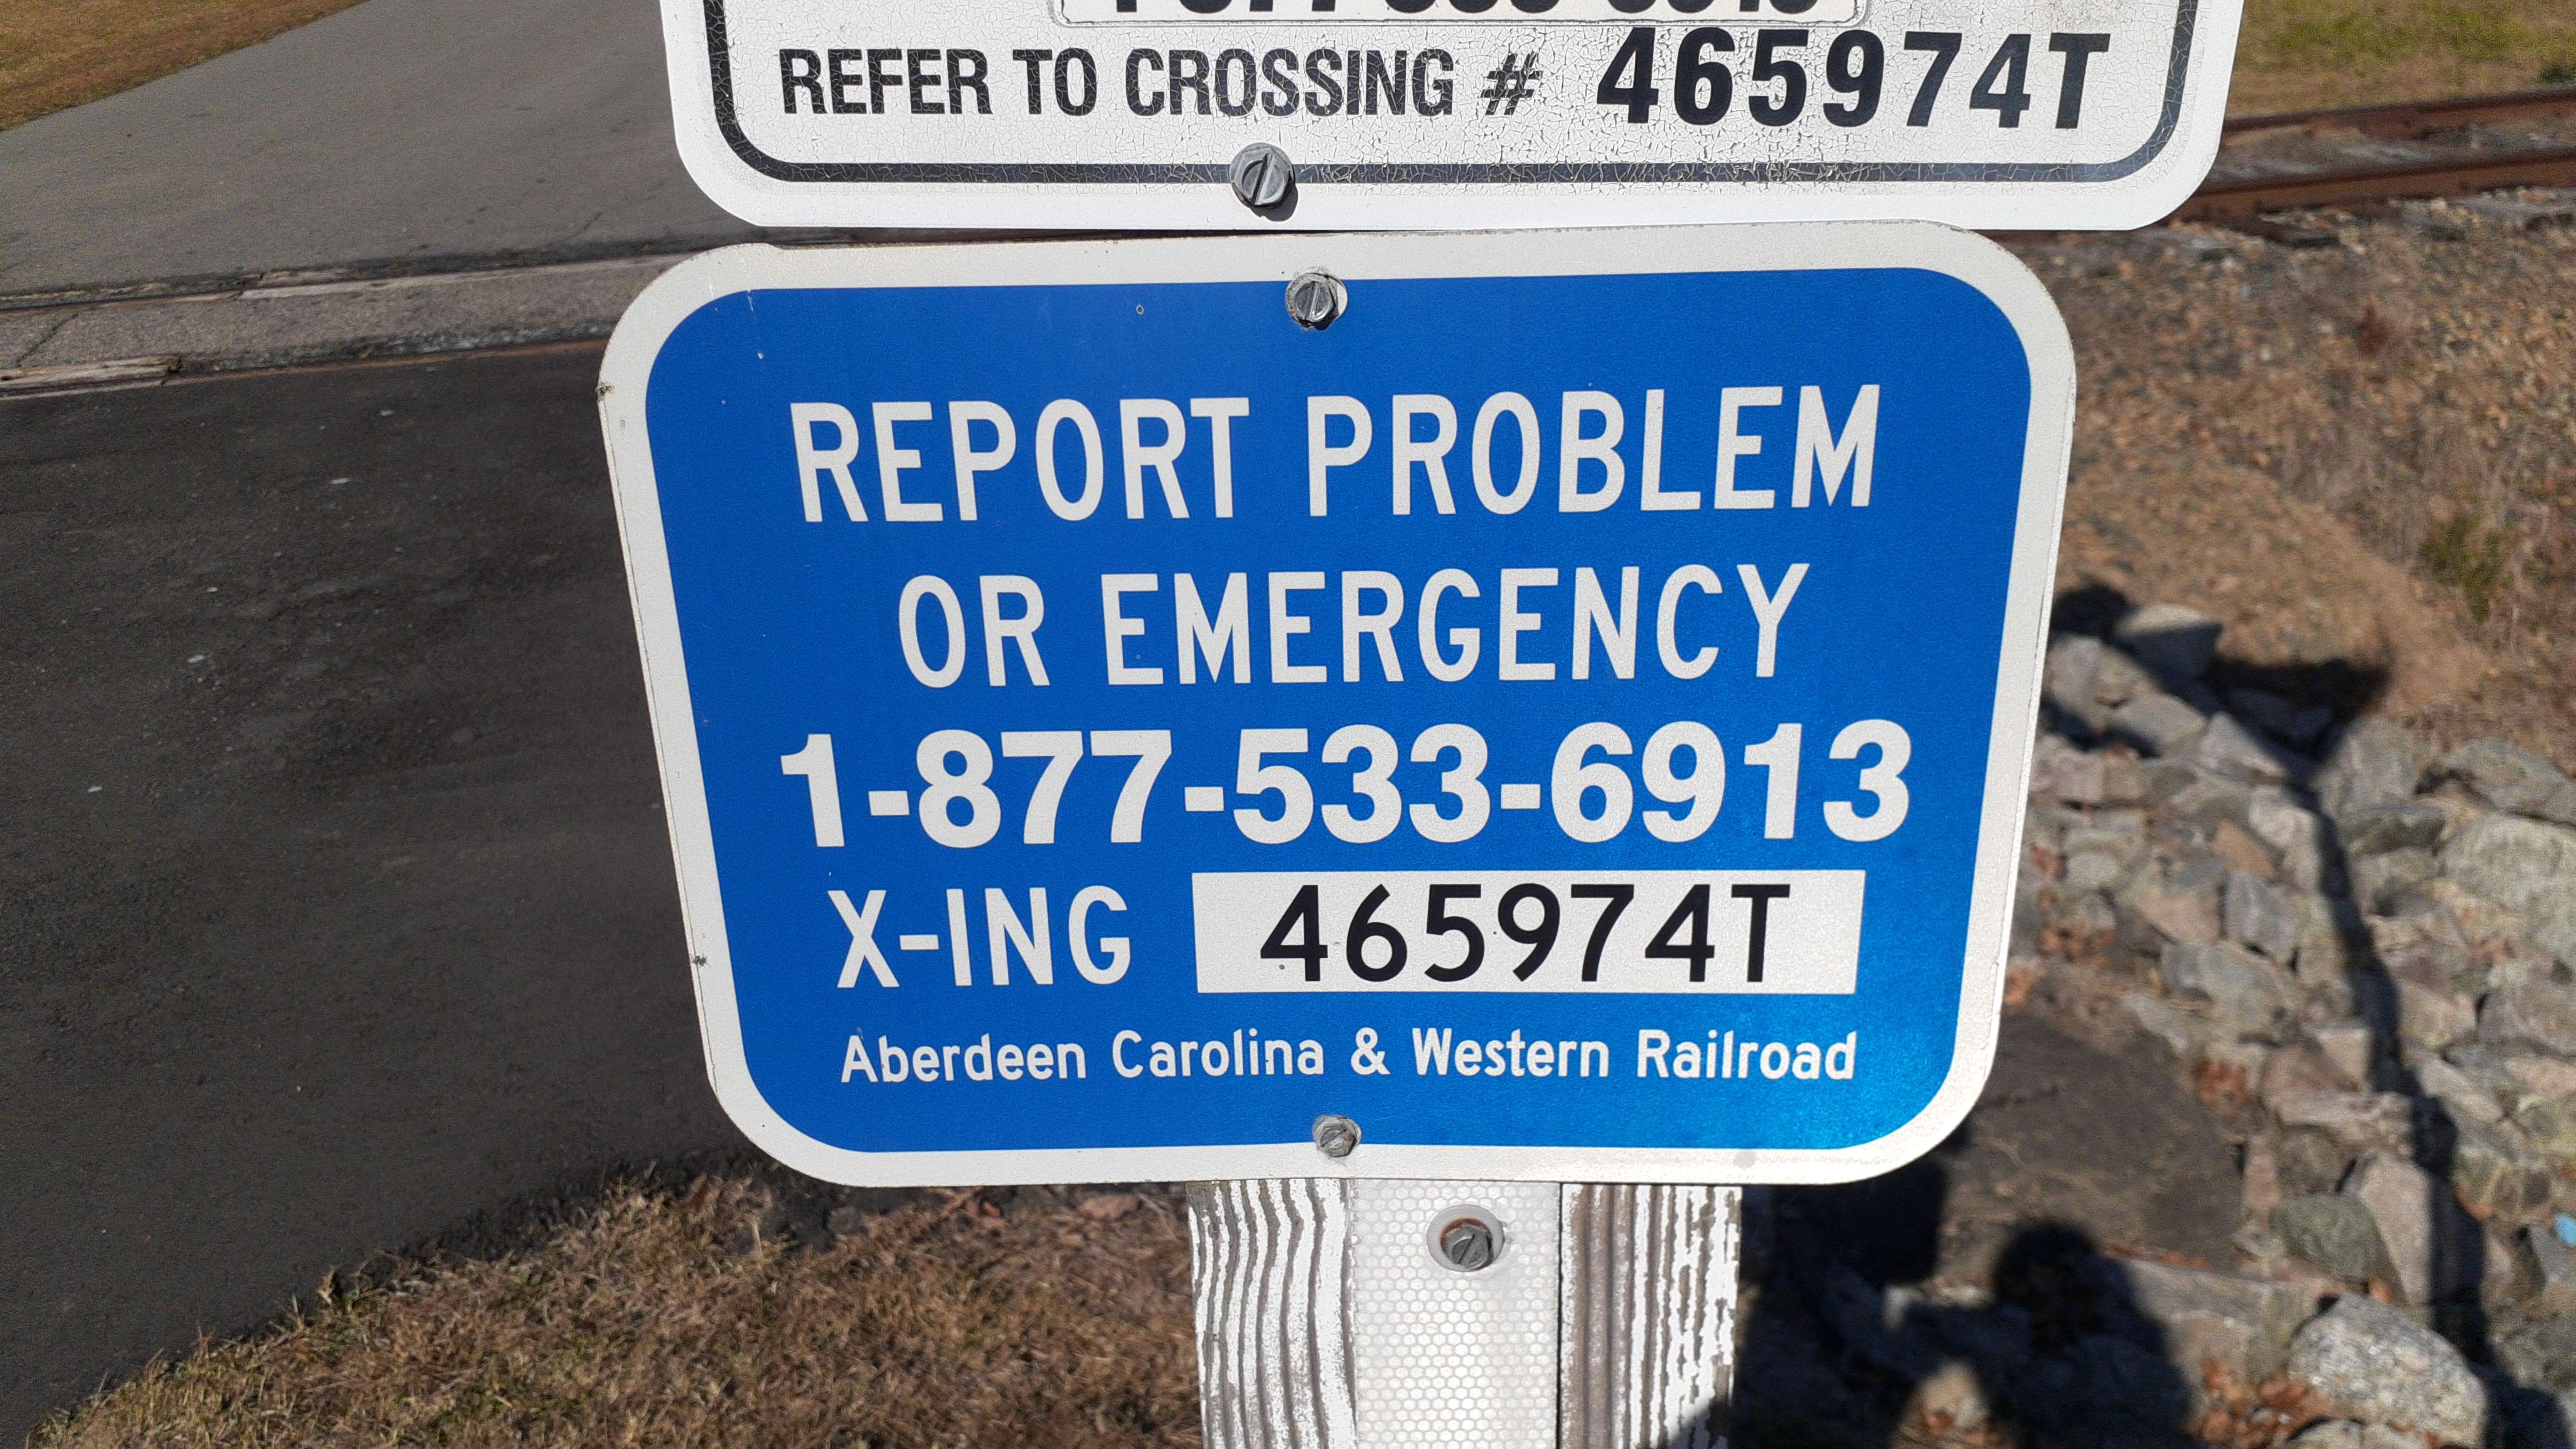 REFER TO CROSSING # 465974T
REPORT PROBLEM
OR EMERGENCY
1-877-533-6913
X-ING 465974T
Aberdeen Carolina & Western Railroad